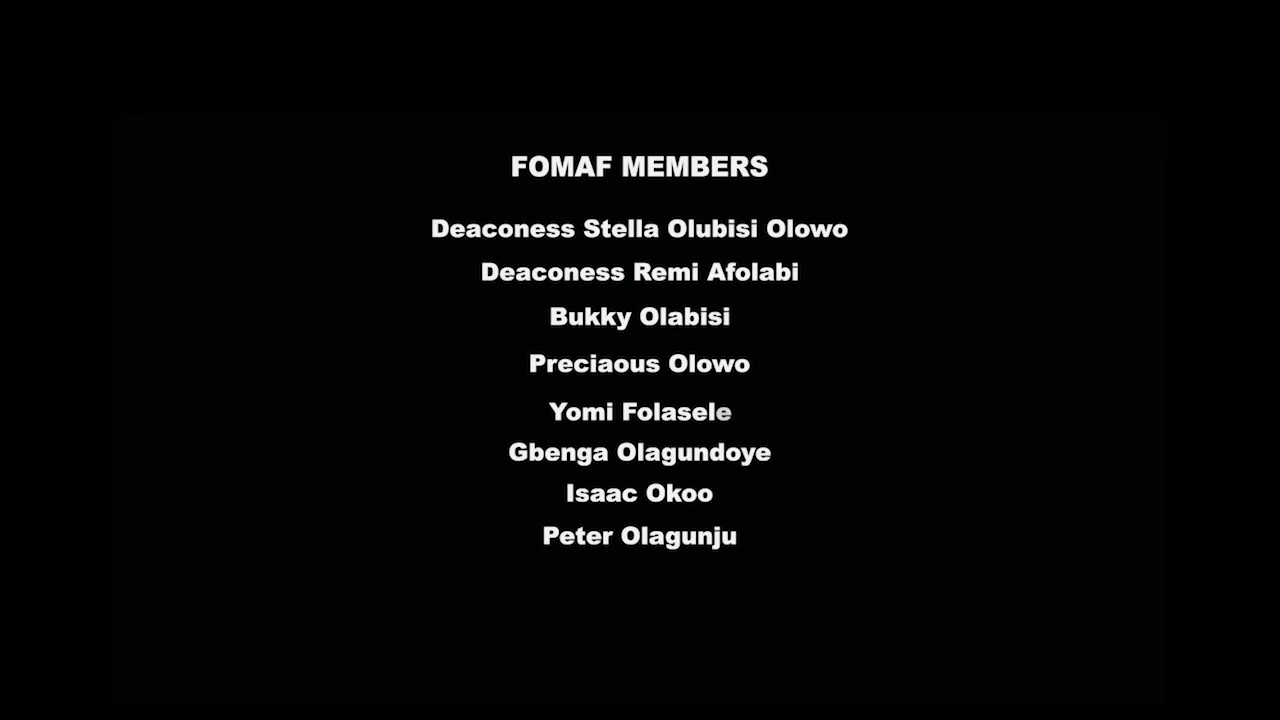 FOMAF MEMBERS
Deaconess Stella Olubisi Olowo
Deaconess Remi Afolabi
Bukky Olabisi
Preciaous Olowo
Yomi Folasele
Gbenga Olagundoye
Isaac Okoo
Peter Olagunju